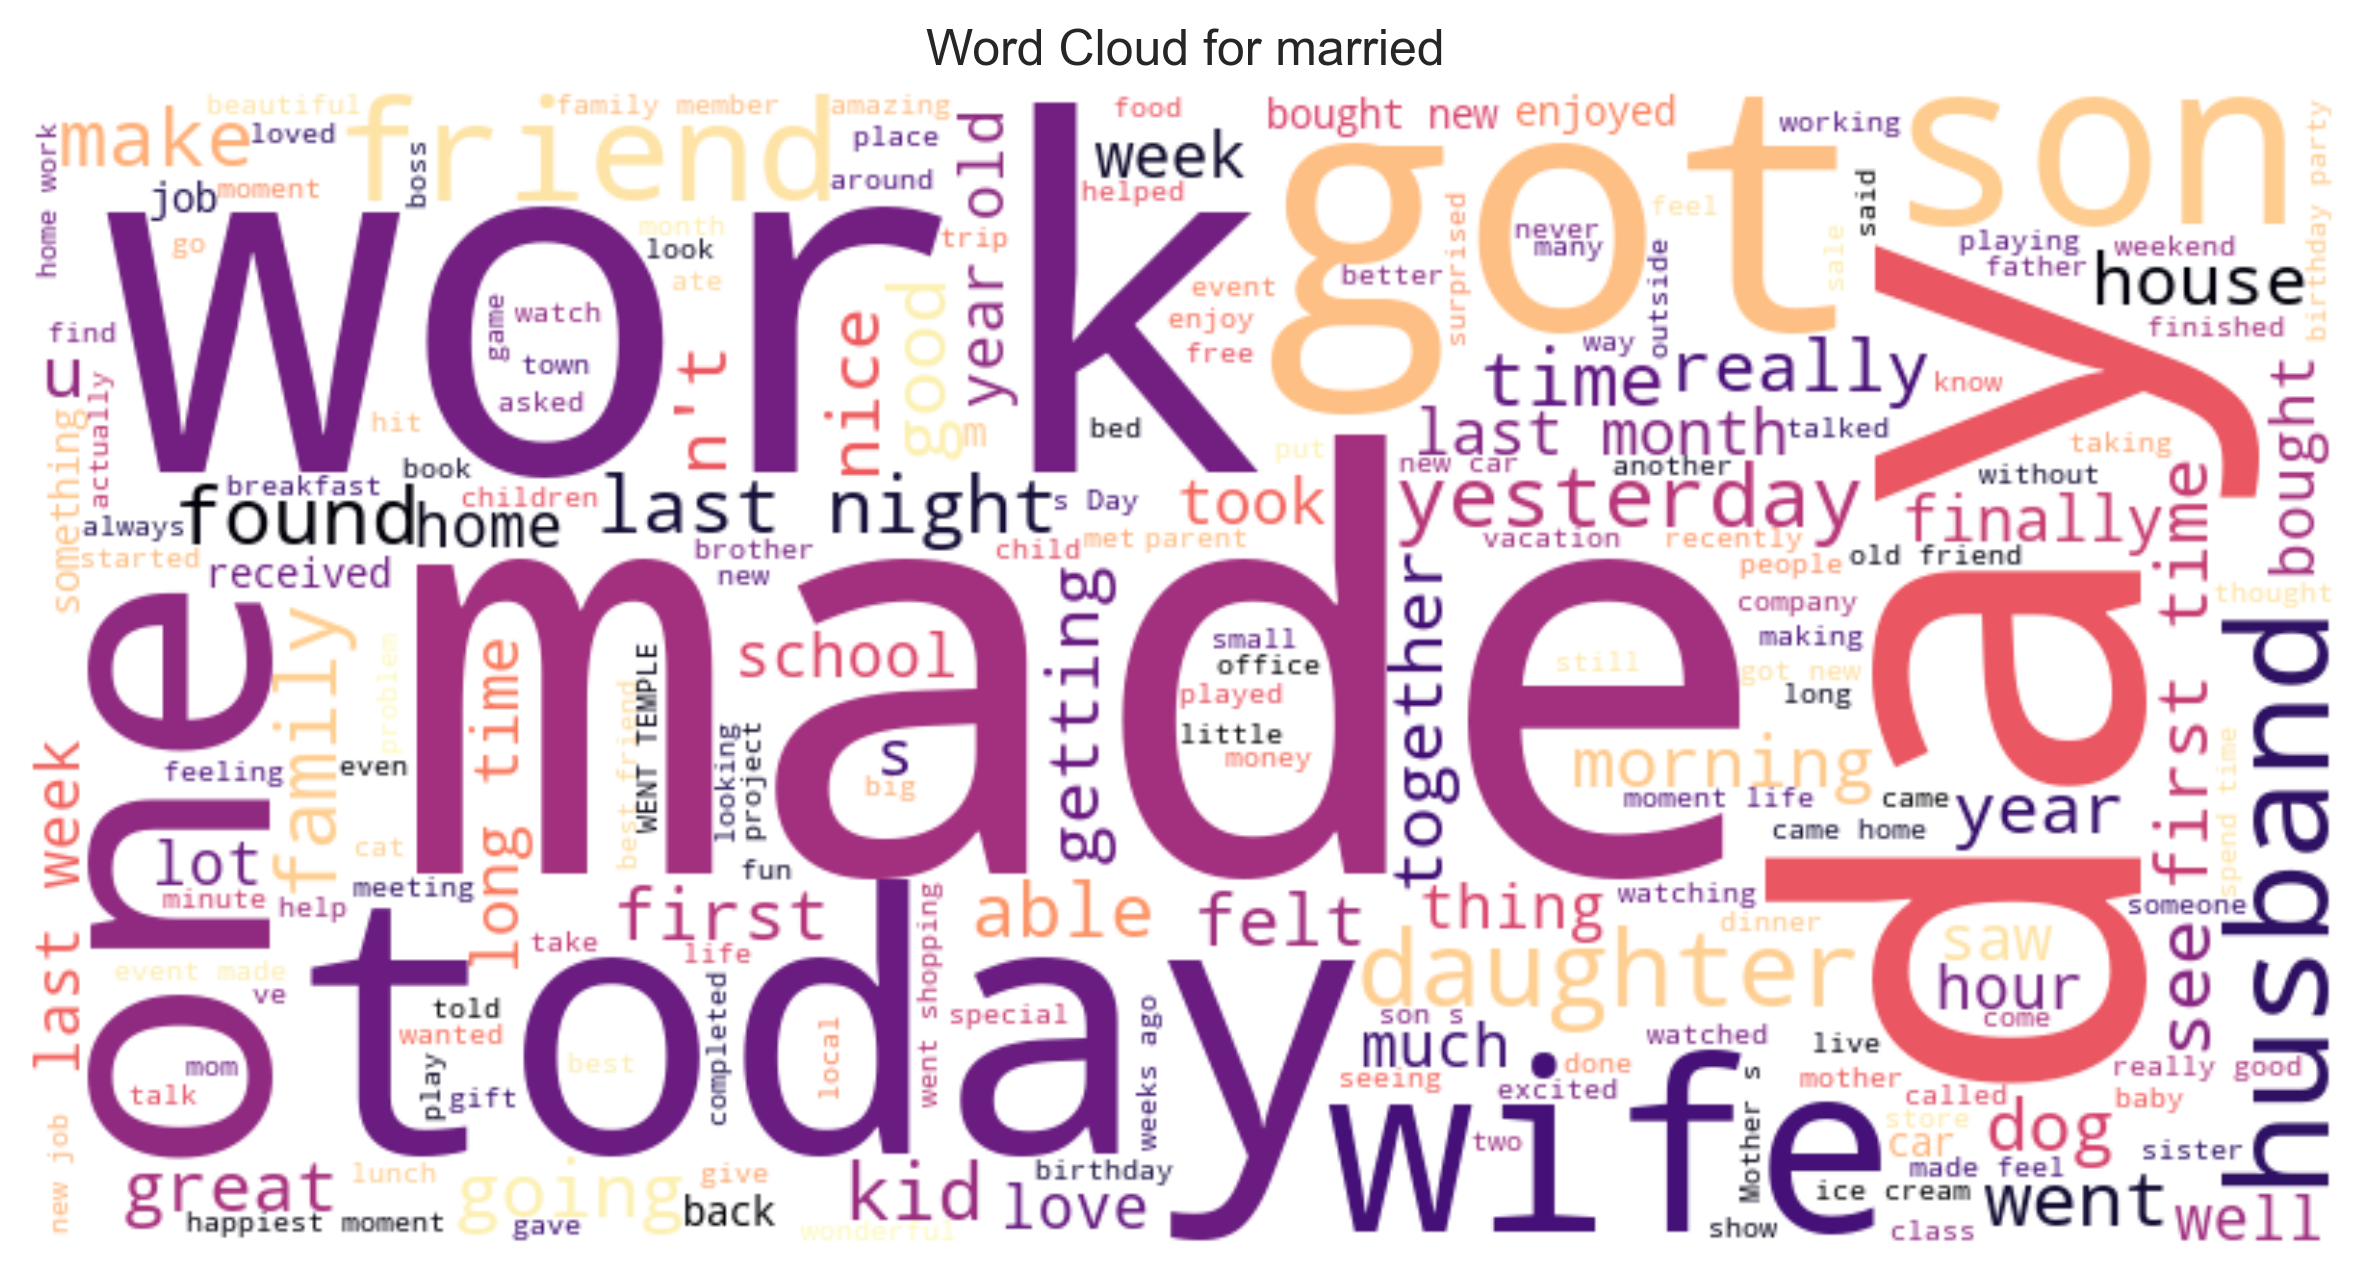 Word Cloud for married
beautiful
family member
amazing
food
bought new
enjoyed
working
son
make
loved
friend
place
week
got
birthday party
home work
boss
job
moment
around
year old
helped
feel
said
work
go
month
look
trip
never
many
playing
weekend
father
house
ate
event
better
surprised
outside
sale
find
game
watch
town
asked
n't
nice
good
enjoy
free
way
finished
u
actually
time
really
know
day
bought
something
hit
m
bed
put
last month
talked
taking
breakfast
book
children
last night
s Day
took
new car
another
yesterday
without
finally
first time
always
found
home
started
brother
child
met
parent
vacation
recently
old friend
received
new
people
thought
one
made
family
problem
long time
school
getting
small
office
played
little
money
together
company
making
still
got new
long
husband
best friend
WENT TEMPLE
looking
project
s
big
morning
last week
feeling
even
moment life
came
year
spend time
lot
cat
came home
minute
help
meeting
fun
first
went shopping
able
felt
thing
watching
someone
take
life
daughter
dinner
saw
see
event made
ve
today
told
wanted
completed
local
special
weeks ago
son s
hour
come
mom
talk
play
gift
best
much
watched
live
seeing
done
excited
mother
really good
wife
Mother s
called
baby
new job
two
store
car
dog
great
lunch
going
give
kid
birthday
love
made feel
sister
happiest moment
gave
back
wonderful
ice cream
went
show
class
well